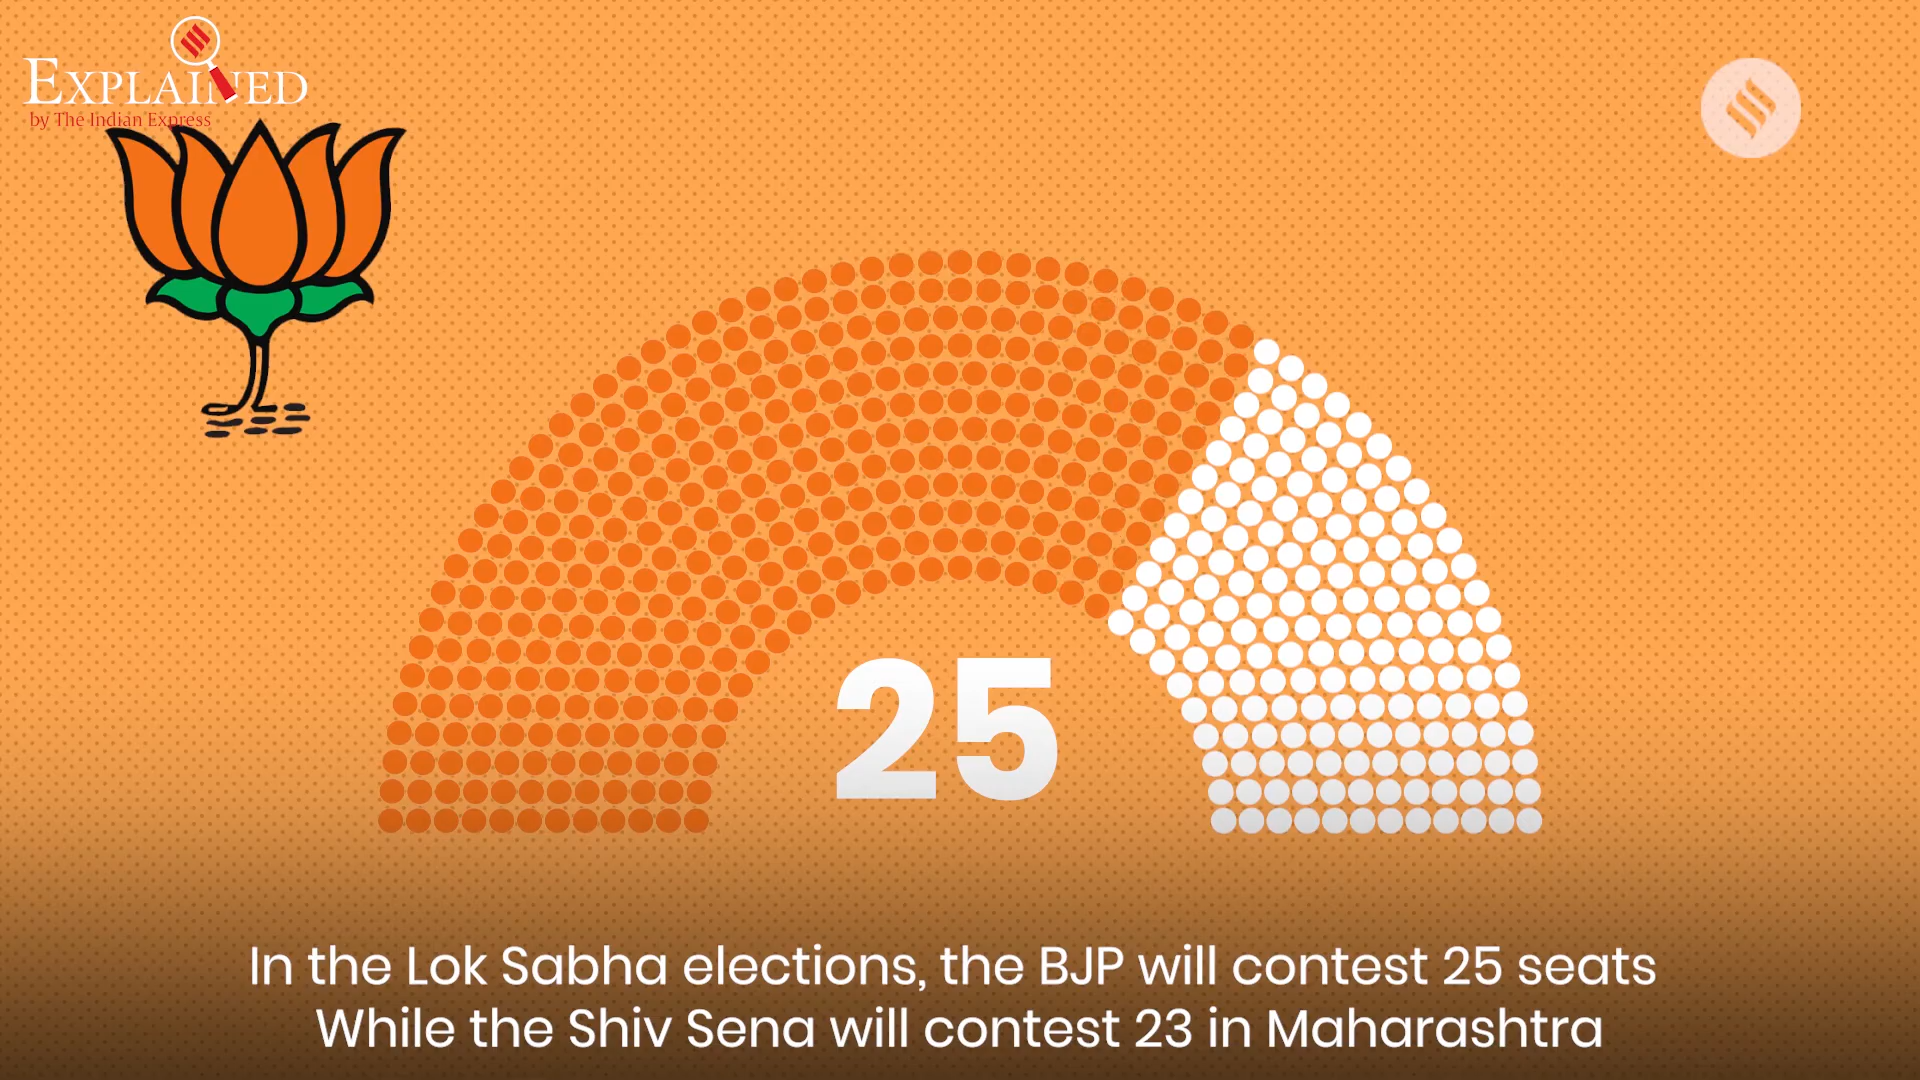 EXPLAINED
by The Indian Express
25
In the Lok Sabha elections, the BJP will contest 25 seats
While the Shiv Sena will contest 23 in Maharashtra